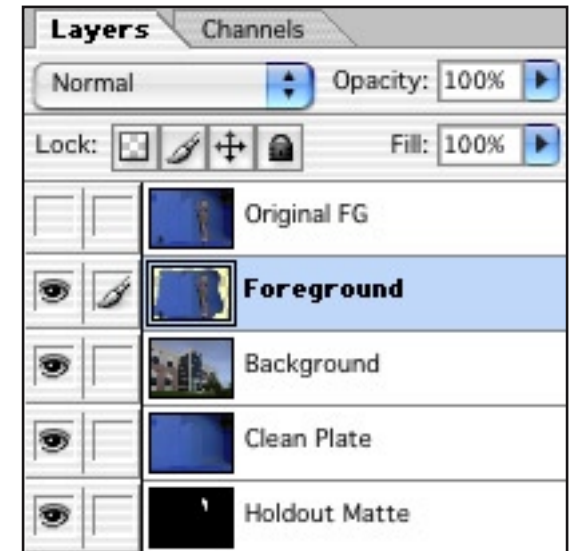 Layers Channels
Normal Opacity: 100%
Lock: Fill: 100%
Original FG
Foreground
Background
Clean Plate
Holdout Matte